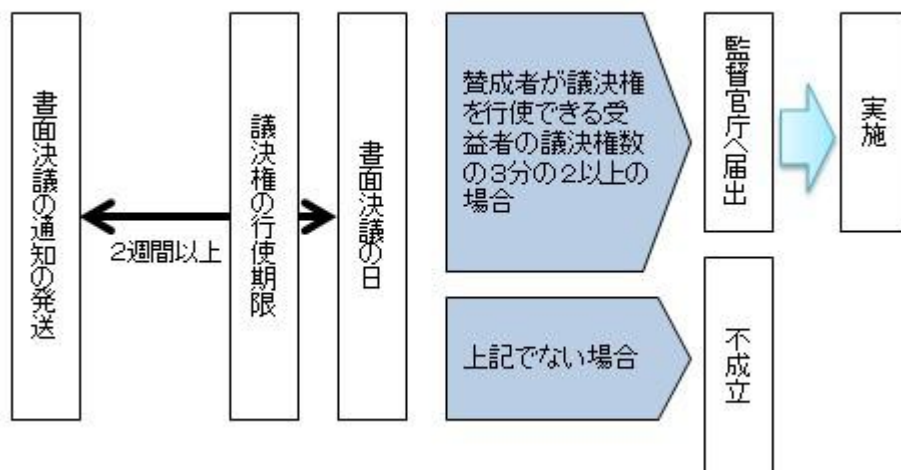 書面決議の通知の発送
2週間以上
議決権の行使期限
書面決議の日
賛成者が議決権
を行使できる受
益者の議決権数
の3分の2以上の
場合
監督官庁へ届出
実施
上記でない場合
不成立